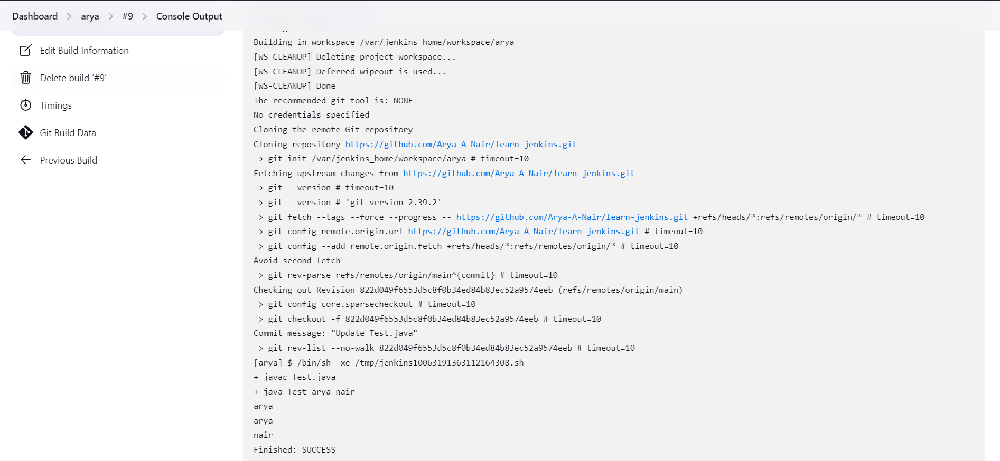 Dashboard > arya > #9 > Console Output
Edit Build Information
Delete build ‘#9’
Timings
Git Build Data
Previous Build
Building in workspace /var/jenkins_home/workspace/arya
[WS-CLEANUP] Deleting project workspace...
[WS-CLEANUP] Deferred wipeout is used...
[WS-CLEANUP] Done
The recommended git tool is: NONE
No credentials specified
Cloning the remote Git repository
Cloning repository https://github.com/Arya-A-Nair/learn-jenkins.git
 > git init /var/jenkins_home/workspace/arya # timeout=10
Fetching upstream changes from https://github.com/Arya-A-Nair/learn-jenkins.git
 > git --version # timeout=10
 > git --version # 'git version 2.39.2'
 > git fetch --tags --force --progress -- https://github.com/Arya-A-Nair/learn-jenkins.git +refs/heads/*:refs/remotes/origin/* # timeout=10
 > git config remote.origin.url https://github.com/Arya-A-Nair/learn-jenkins.git # timeout=10
 > git config --add remote.origin.fetch +refs/heads/*:refs/remotes/origin/* # timeout=10
Avoid second fetch
 > git rev-parse refs/remotes/origin/main^{commit} # timeout=10
Checking out Revision 822d049f6553d5c8f0b34ed84b83ec52a9574eeb (refs/remotes/origin/main)
 > git config core.sparsecheckout # timeout=10
 > git checkout -f 822d049f6553d5c8f0b34ed84b83ec52a9574eeb # timeout=10
Commit message: "Update Test.java"
 > git rev-list --no-walk 822d049f6553d5c8f0b34ed84b83ec52a9574eeb # timeout=10
[arya] $ /bin/sh -xe /tmp/jenkins10063191363112164308.sh
+ javac Test.java
+ java Test arya nair
arya
arya
nair
Finished: SUCCESS